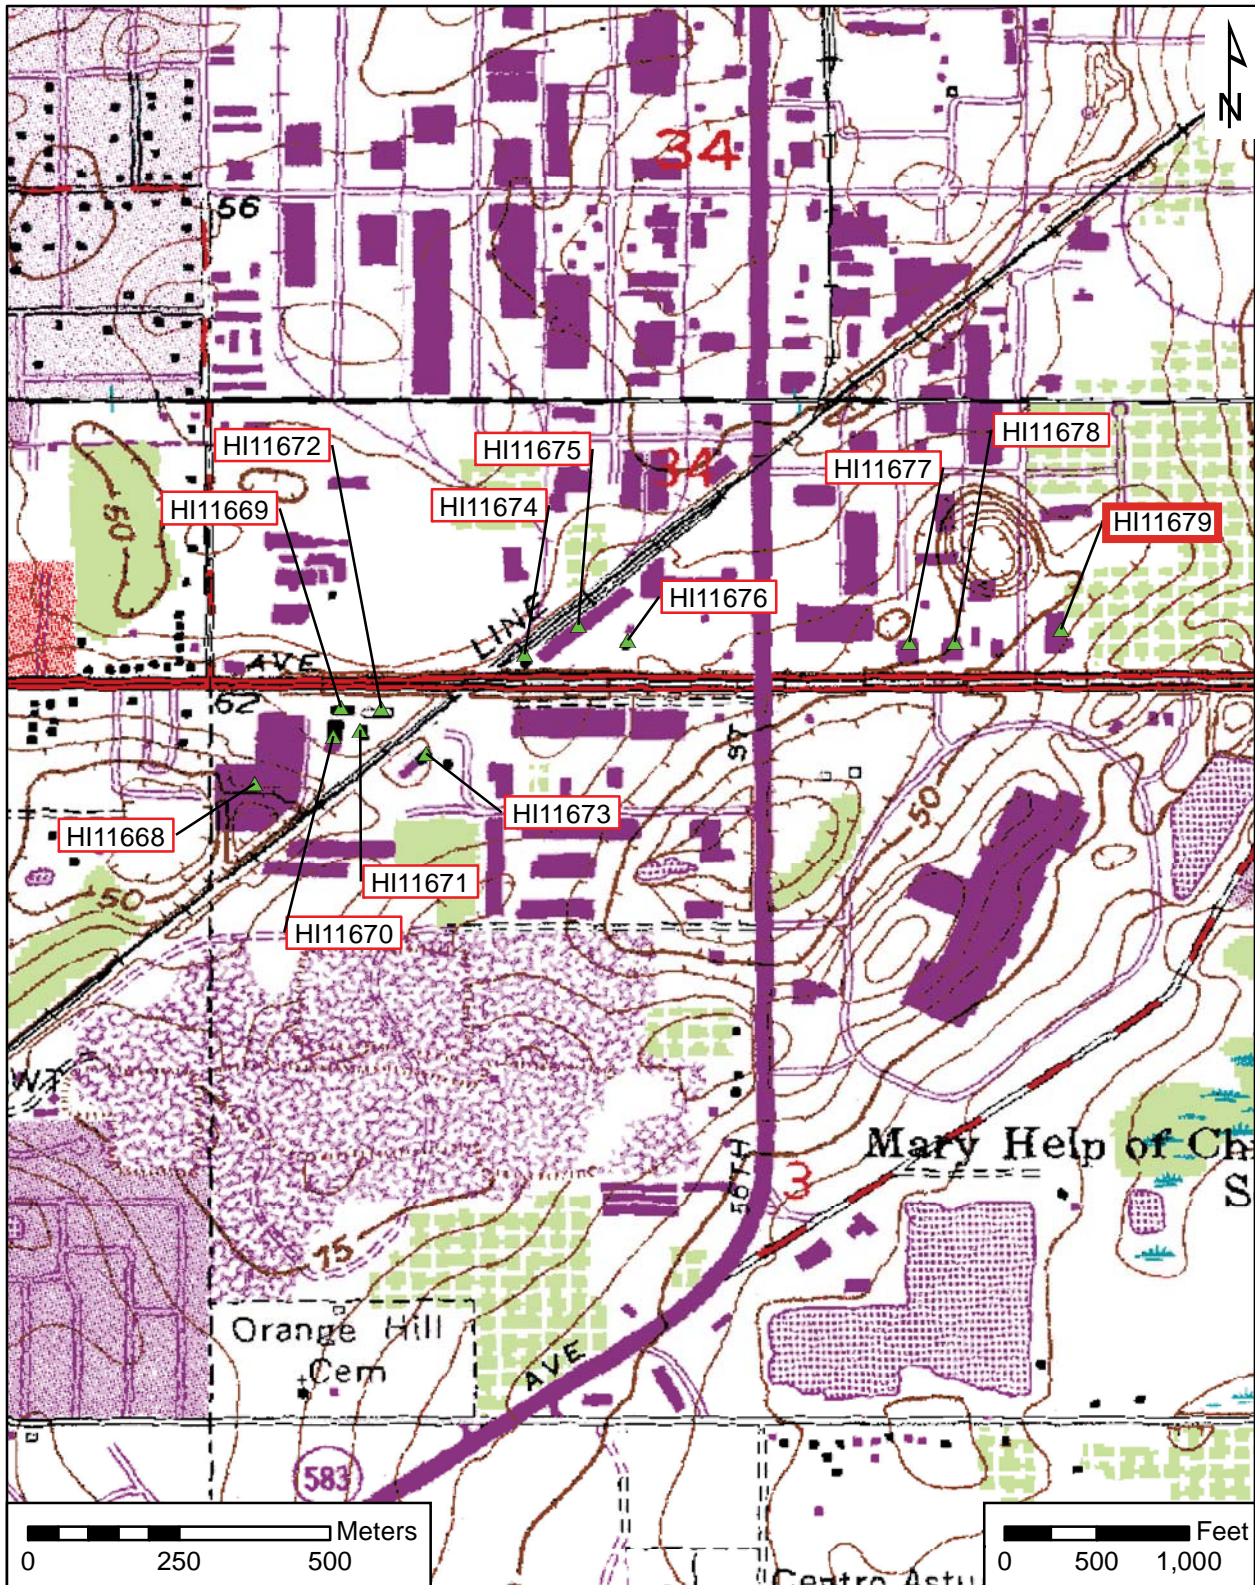 N
34
56
HI11672
HI11675
HI11678
HI11677
34
50
HI11669
HI11674
HI11679
LINE
HI11676
AVE
62
ST
HI11673
50
HI11668
HI11671
50
HI11670
WT
Mary Help of Ch
S
56TH
3
75
Orange Hill
Cem
AVE
583
Meters
0 250 500
Feet
0 500 1,000
Centro Astu